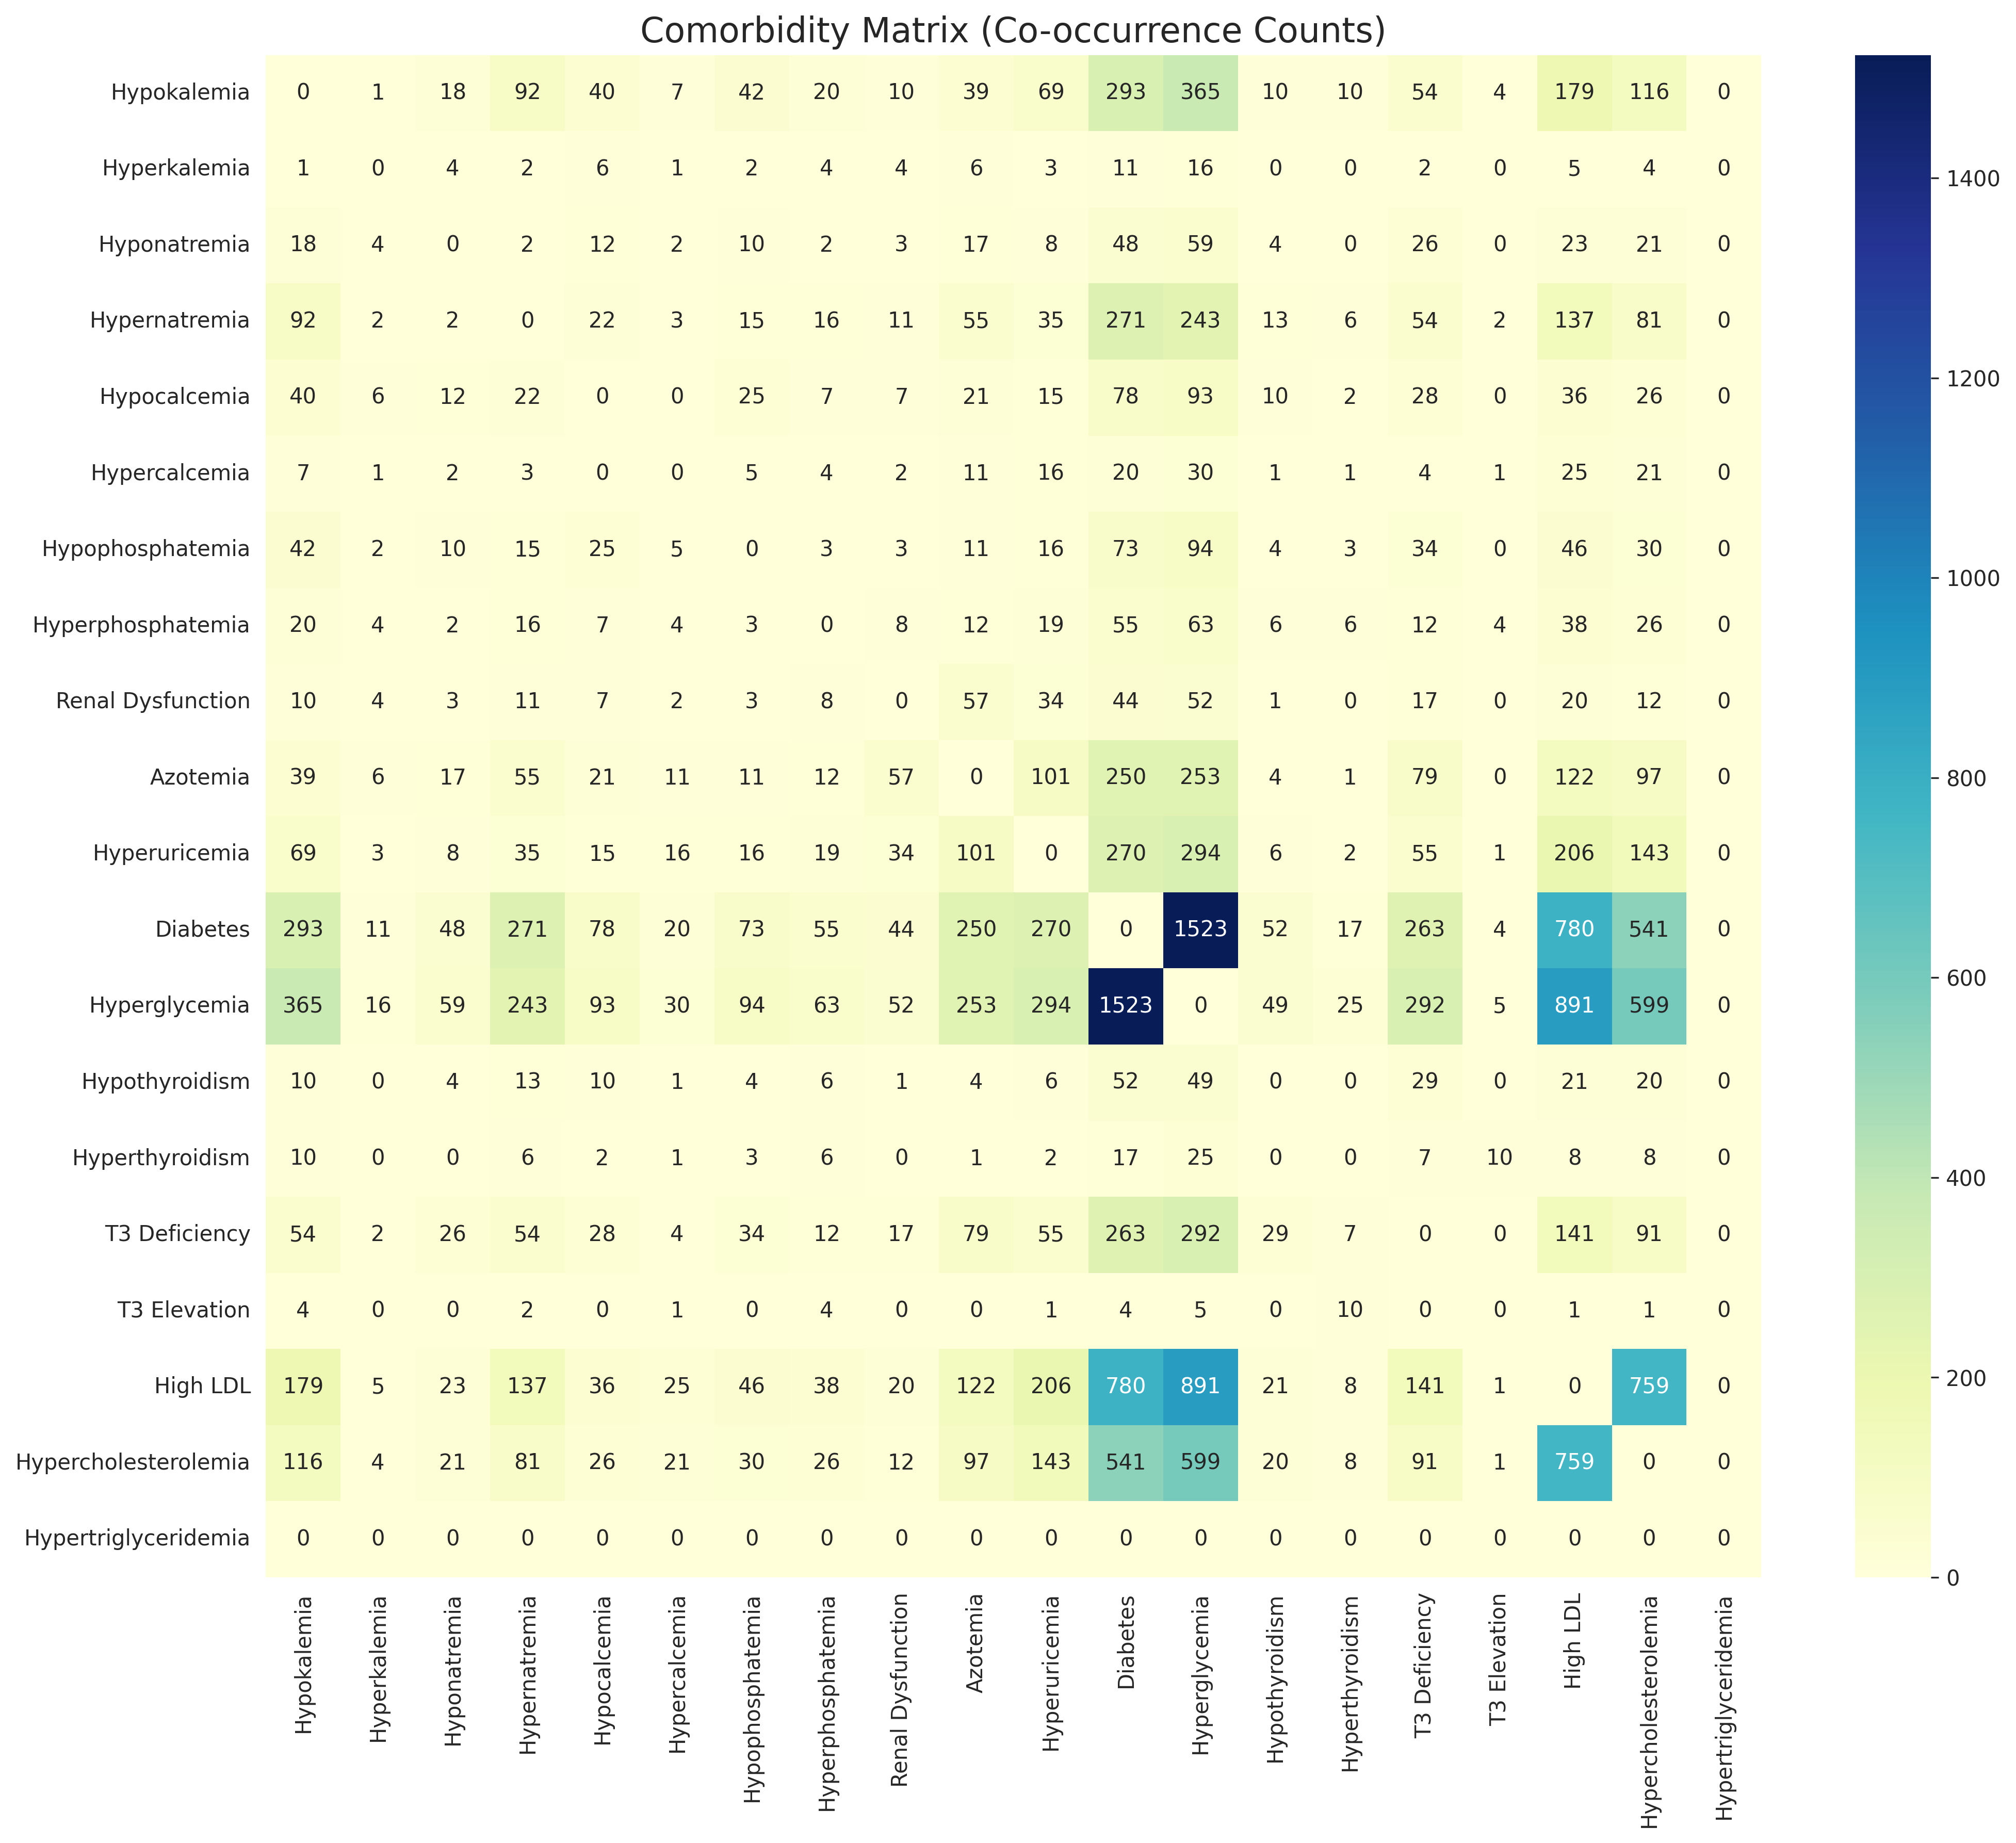 Comorbidity Matrix (Co-occurrence Counts)
Hypokalemia 0 1 18 92 40 7 42 20 10 39 69 293 365 10 10 54 4 179 116 0
Hyperkalemia 1 0 4 2 6 1 2 4 4 6 3 11 16 0 0 2 0 5 4 0
Hyponatremia 18 4 0 2 12 2 10 2 3 17 8 48 59 4 0 26 0 23 21 0
Hypernatremia 92 2 2 0 22 3 15 16 11 55 35 271 243 13 6 54 2 137 81 0
Hypocalcemia 40 6 12 22 0 0 25 7 7 21 15 78 93 10 2 28 0 36 26 0
Hypercalcemia 7 1 2 3 0 0 5 4 2 11 16 20 30 1 1 4 1 25 21 0
Hypophosphatemia 42 2 10 15 25 5 0 3 3 11 16 73 94 4 3 34 0 46 30 0
Hyperphosphatemia 20 4 2 16 7 4 3 0 8 12 19 55 63 6 6 12 4 38 26 0
Renal Dysfunction 10 4 3 11 7 2 3 8 0 57 34 44 52 1 0 17 0 20 12 0
Azotemia 39 6 17 55 21 11 11 12 57 0 101 250 253 4 1 79 0 122 97 0
Hyperuricemia 69 3 8 35 15 16 16 19 34 101 0 270 294 6 2 55 1 206 143 0
Diabetes 293 11 48 271 78 20 73 55 44 250 270 0 1523 52 17 263 4 780 541 0
Hyperglycemia 365 16 59 243 93 30 94 63 52 253 294 1523 0 49 25 292 5 891 599 0
Hypothyroidism 10 0 4 13 10 1 4 6 1 4 6 52 49 0 0 29 0 21 20 0
Hyperthyroidism 10 0 0 6 2 1 3 6 0 1 2 17 25 0 0 7 10 8 8 0
T3 Deficiency 54 2 26 54 28 4 34 12 17 79 55 263 292 29 7 0 0 141 91 0
T3 Elevation 4 0 0 2 0 1 0 4 0 0 1 4 5 0 10 0 0 1 1 0
High LDL 179 5 23 137 36 25 46 38 20 122 206 780 891 21 8 141 1 0 759 0
Hypercholesterolemia 116 4 21 81 26 21 30 26 12 97 143 541 599 20 8 91 1 759 0 0
Hypertriglyceridemia 0 0 0 0 0 0 0 0 0 0 0 0 0 0 0 0 0 0 0 0
Hypokalemia
Hyperkalemia
Hyponatremia
Hypernatremia
Hypocalcemia
Hypercalcemia
Hypophosphatemia
Hyperphosphatemia
Renal Dysfunction
Azotemia
Hyperuricemia
Diabetes
Hyperglycemia
Hypothyroidism
Hyperthyroidism
T3 Deficiency
T3 Elevation
High LDL
Hypercholesterolemia
Hypertriglyceridemia
1400
1200
1000
800
600
400
200
0